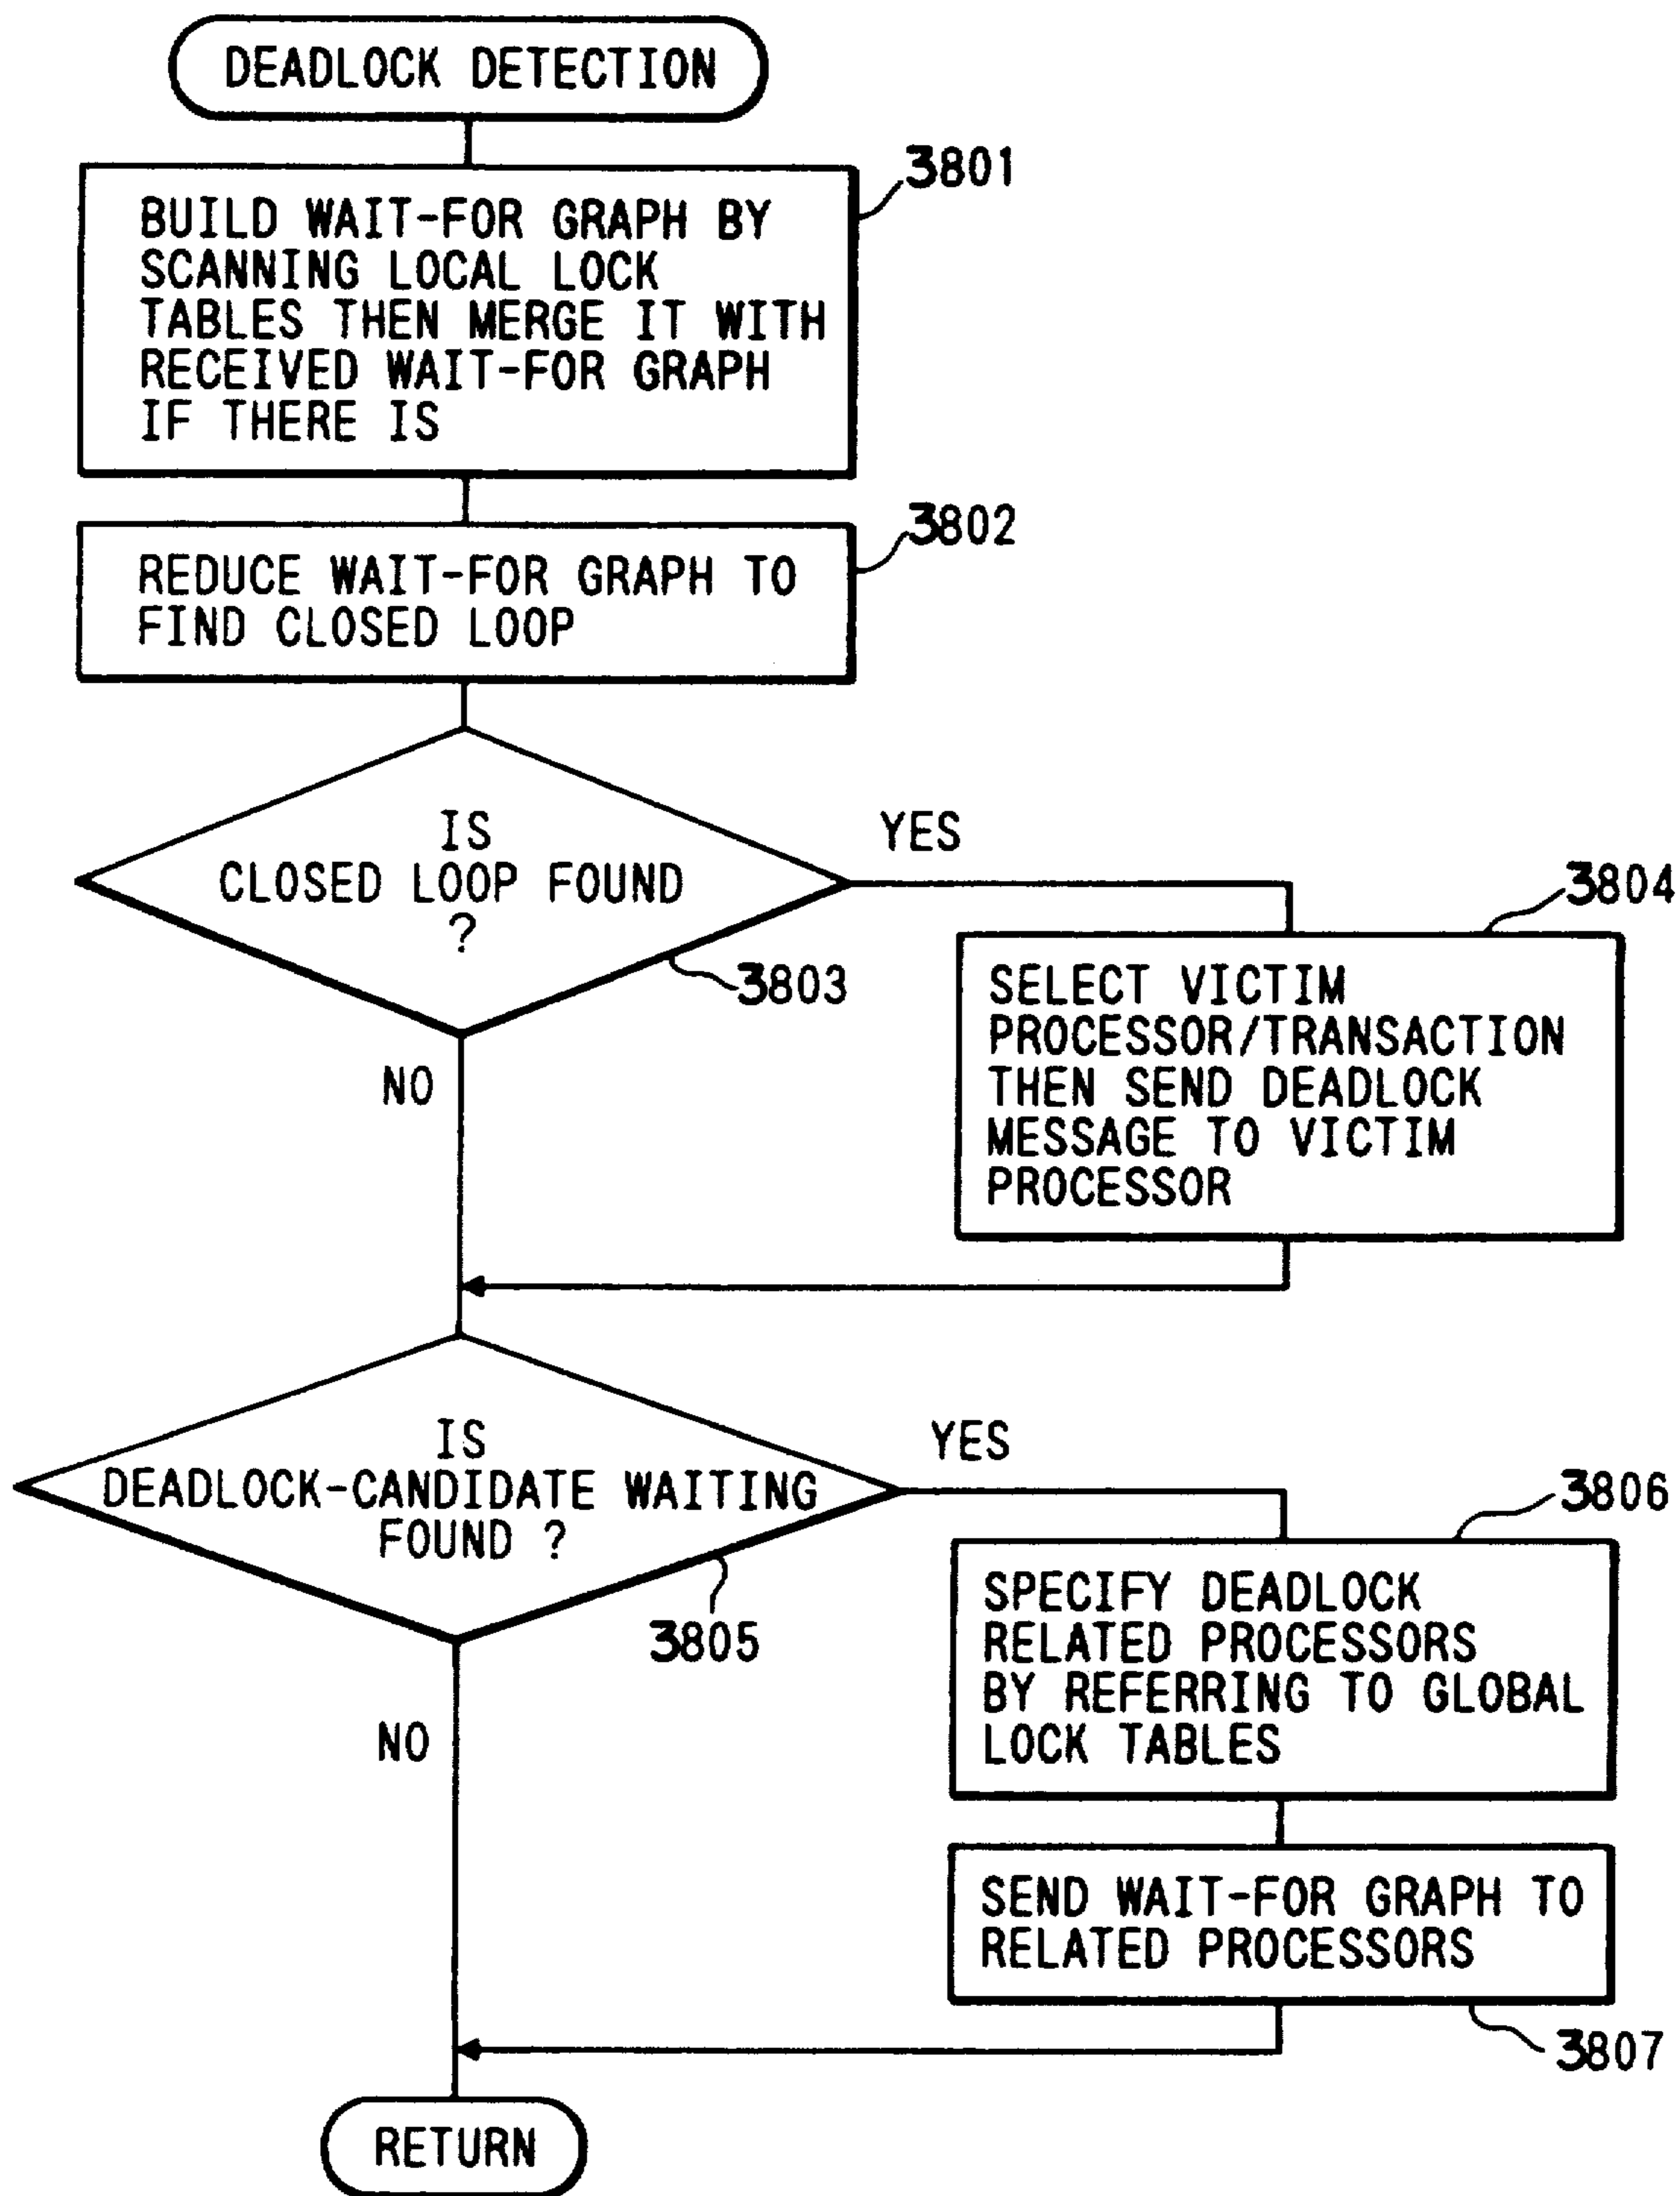 DEADLOCK DETECTION
3801
BUILD WAIT-FOR GRAPH BY
SCANNING LOCAL LOCK
TABLES THEN MERGE IT WITH
RECEIVED WAIT-FOR GRAPH
IF THERE IS
3802
REDUCE WAIT-FOR GRAPH TO
FIND CLOSED LOOP
IS
CLOSED LOOP FOUND
?
YES
3803
NO
3804
SELECT VICTIM
PROCESSOR/TRANSACTION
THEN SEND DEADLOCK
MESSAGE TO VICTIM
PROCESSOR
IS
DEADLOCK-CANDIDATE WAITING
FOUND ?
YES
3805
NO
3806
SPECIFY DEADLOCK
RELATED PROCESSORS
BY REFERRING TO GLOBAL
LOCK TABLES
SEND WAIT-FOR GRAPH TO
RELATED PROCESSORS
3807
RETURN